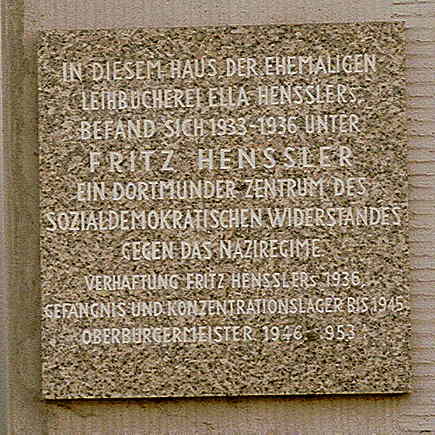 IN DIESEM HAUS, DER EHEMALIGEN
LEIHBÜCHEREI ELLA HENSSLERS,
BEFAND SICH 1933-1936 UNTER
FRITZ HENSSLER
EIN DORTMUNDER ZENTRUM DES
SOZIALDEMOKRATISCHEN WIDERSTANDES
GEGEN DAS NAZIREGIME.
VERHAFTUNG FRITZ HENSSLERS 1936,
GEFÄNGNIS UND KONZENTRATIONSLAGER BIS 1945,
OBERBÜRGERMEISTER 1946 953